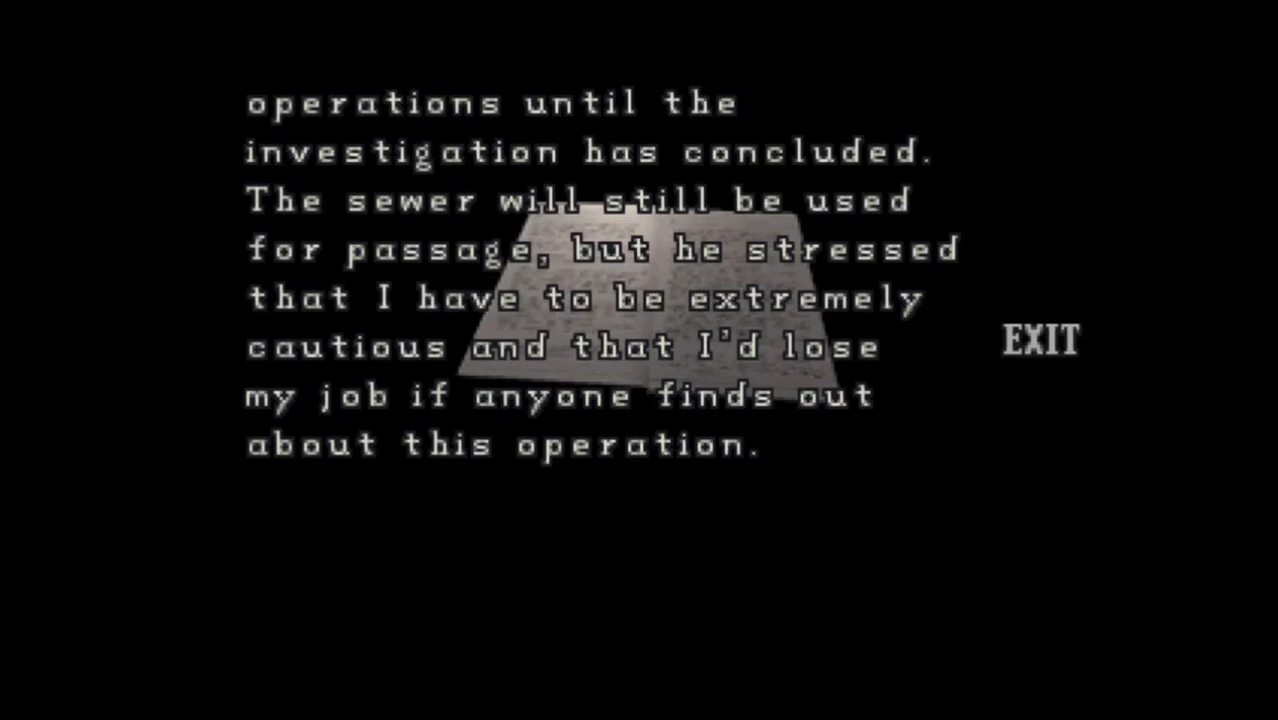 operations until the
investigation has concluded.
The sewer will still be used
for passage, but he stressed
that I have to be extremely
cautious and that I'd lose
my job if anyone finds out
about this operation.
EXIT